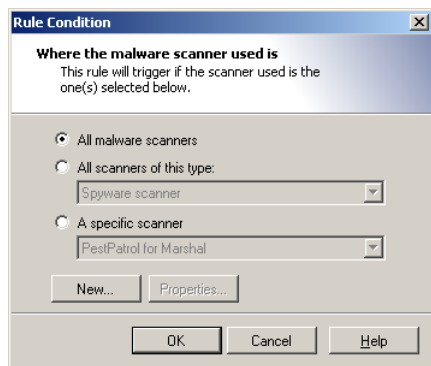 Rule Condition
Where the malware scanner used is
This rule will trigger if the scanner used is the
one(s) selected below.
All malware scanners
All scanners of this type:
Spyware scanner
A specific scanner
PestPatrol for Marshal
New... Properties...
OK Cancel Help